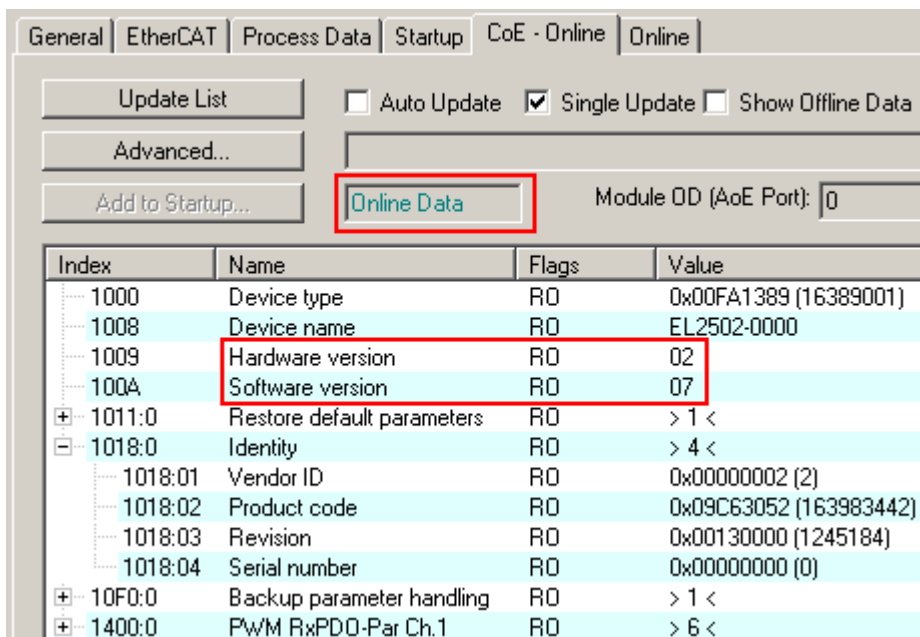 General EtherCAT Process Data Startup CoE - Online Online
Update List Auto Update Single Update Show Offline Data
Advanced...
Add to Startup... Online Data Module OD (AoE Port): 0
Index Name Flags Value
1000 Device type RO 0x00FA1389 (16389001)
1008 Device name RO EL2502-0000
1009 Hardware version RO 02
100A Software version RO 07
1011:0 Restore default parameters RO > 1 <
1018:0 Identity RO > 4 <
1018:01 Vendor ID RO 0x00000002 (2)
1018:02 Product code RO 0x09C63052 (163983442)
1018:03 Revision RO 0x00130000 (1245184)
1018:04 Serial number RO 0x00000000 (0)
10F0:0 Backup parameter handling RO > 1 <
1400:0 PWM RxPDO-Par Ch.1 RO > 6 <